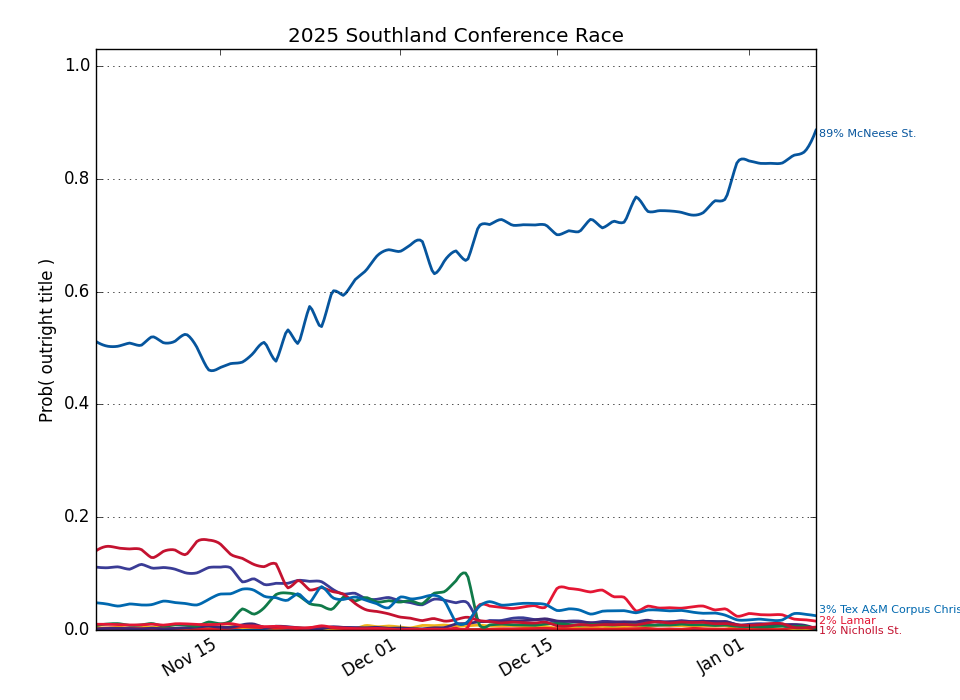 2025 Southland Conference Race
1.0
0.8
0.6
0.4
0.2
0.0
Prob( outright title )
89% McNeese St.
3% Tex A&M Corpus Chris
2% Lamar
1% Nicholls St.
Nov 15
Dec 01
Dec 15
Jan 01